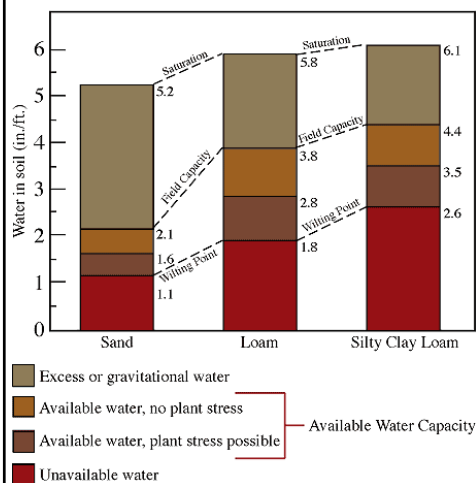 Water in soil (in./ft.)
6
5
4
3
2
1
0
Saturation
5.2
Field Capacity
2.1
1.6
Wilting Point
1.1
Saturation
5.8
Field Capacity
3.8
2.8
Wilting Point
1.8
6.1
4.4
3.5
2.6
Sand
Loam
Silty Clay Loam
Excess or gravitational water
Available water, no plant stress
Available water, plant stress possible
Available Water Capacity
Unavailable water